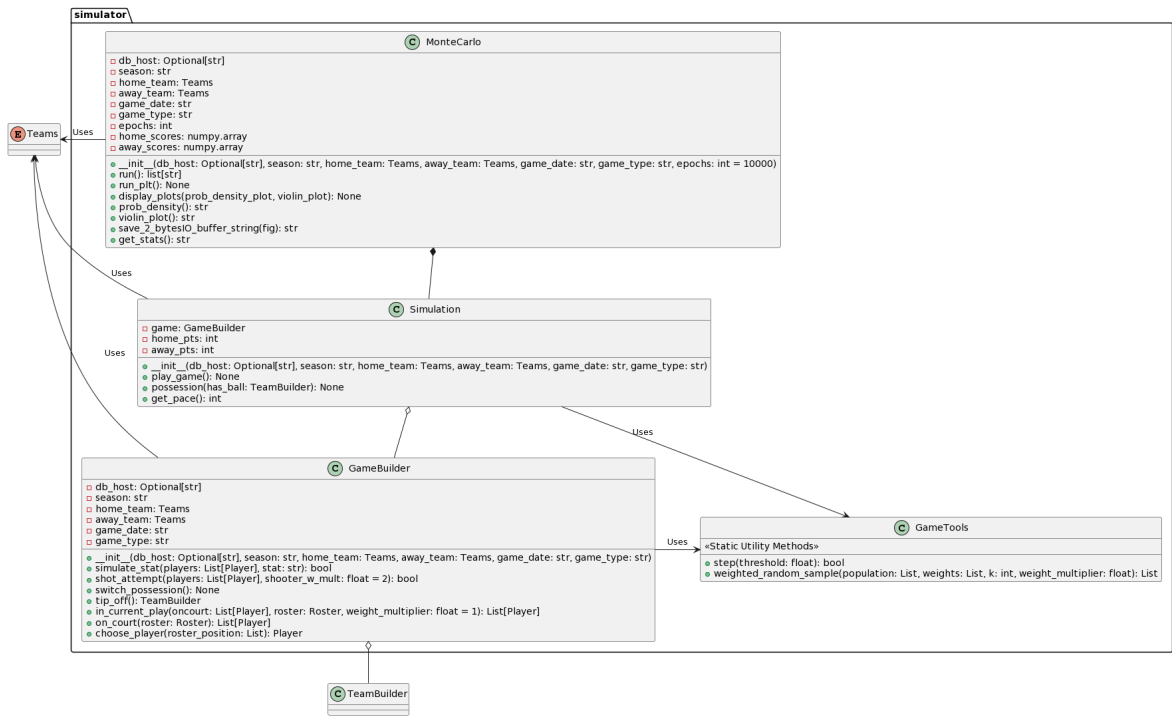 simulator
C MonteCarlo
db_host: Optional[str]
season: str
home_team: Teams
away_team: Teams
game_date: str
game_type: str
epochs: int
home_scores: numpy.array
away_scores: numpy.array
__init__(db_host: Optional[str], season: str, home_team: Teams, away_team: Teams, game_date: str, game_type: str, epochs: int = 10000)
run(): list[str]
run_plt(): None
display_plots(prob_density_plot, violin_plot): None
prob_density(): str
violin_plot(): str
save_2_bytesIO_buffer_string(fig): str
get_stats(): str
E Teams
Uses
Uses
C Simulation
game: GameBuilder
home_pts: int
away_pts: int
__init__(db_host: Optional[str], season: str, home_team: Teams, away_team: Teams, game_date: str, game_type: str)
play_game(): None
possession(has_ball: TeamBuilder): None
get_pace(): int
Uses
Uses
C GameBuilder
db_host: Optional[str]
season: str
home_team: Teams
away_team: Teams
game_date: str
game_type: str
__init__(db_host: Optional[str], season: str, home_team: Teams, away_team: Teams, game_date: str, game_type: str)
simulate_stat(players: List[Player], stat: str): bool
shot_attempt(players: List[Player], shooter_w_mult: float = 2): bool
switch_possession(): None
tip_off(): TeamBuilder
in_current_play(oncourt: List[Player], roster: Roster, weight_multiplier: float = 1): List[Player]
on_court(roster: Roster): List[Player]
choose_player(roster_position: List): Player
Uses
C GameTools
«Static Utility Methods»
step(threshold: float): bool
weighted_random_sample(population: List, weights: List, k: int, weight_multiplier: float): List
C TeamBuilder